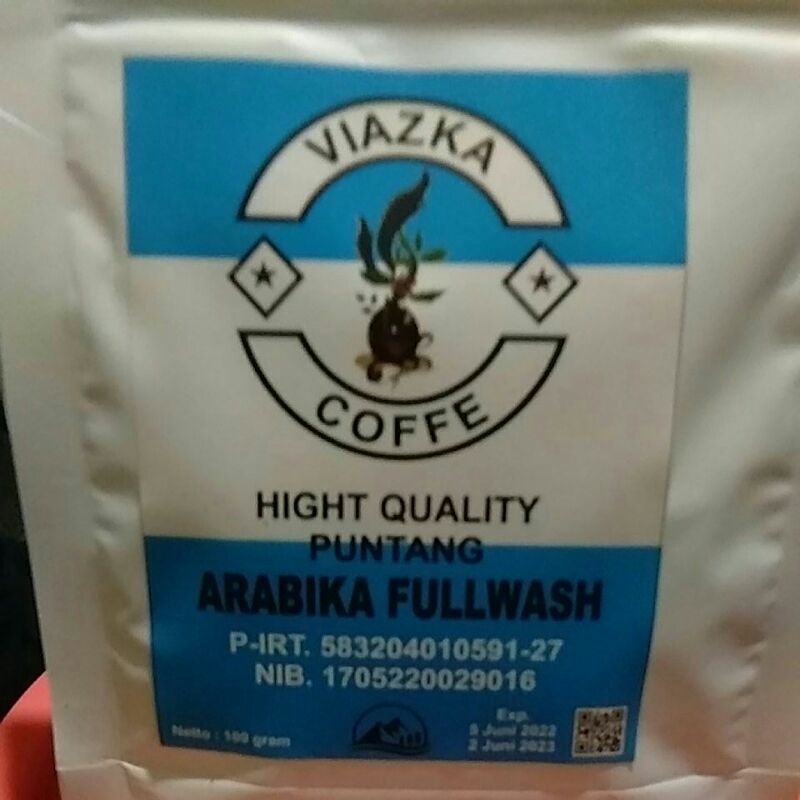 VIAZKA
COFFE
HIGHT QUALITY
PUNTANG
ARABIKA FULLWASH
P-IRT. 583204010591-27
NIB. 1705220029016
Netto : 100 gram
Exp.
5 Juni 2022
2 Juni 2023